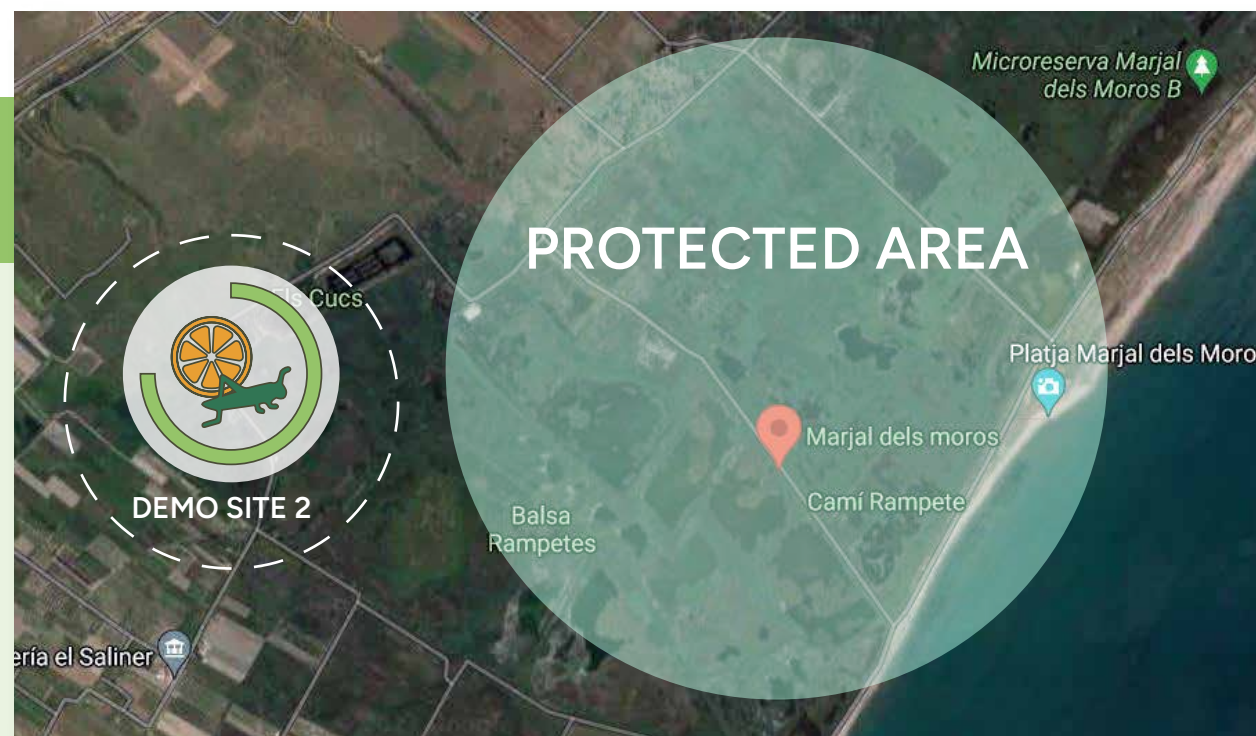 Microreserva Marjal
dels Moros B
PROTECTED AREA
Els Cucs
Platja Marjal dels Moro
Marjal dels moros
DEMO SITE 2
Camí Rampete
Balsa
Rampetes
ería el Saliner